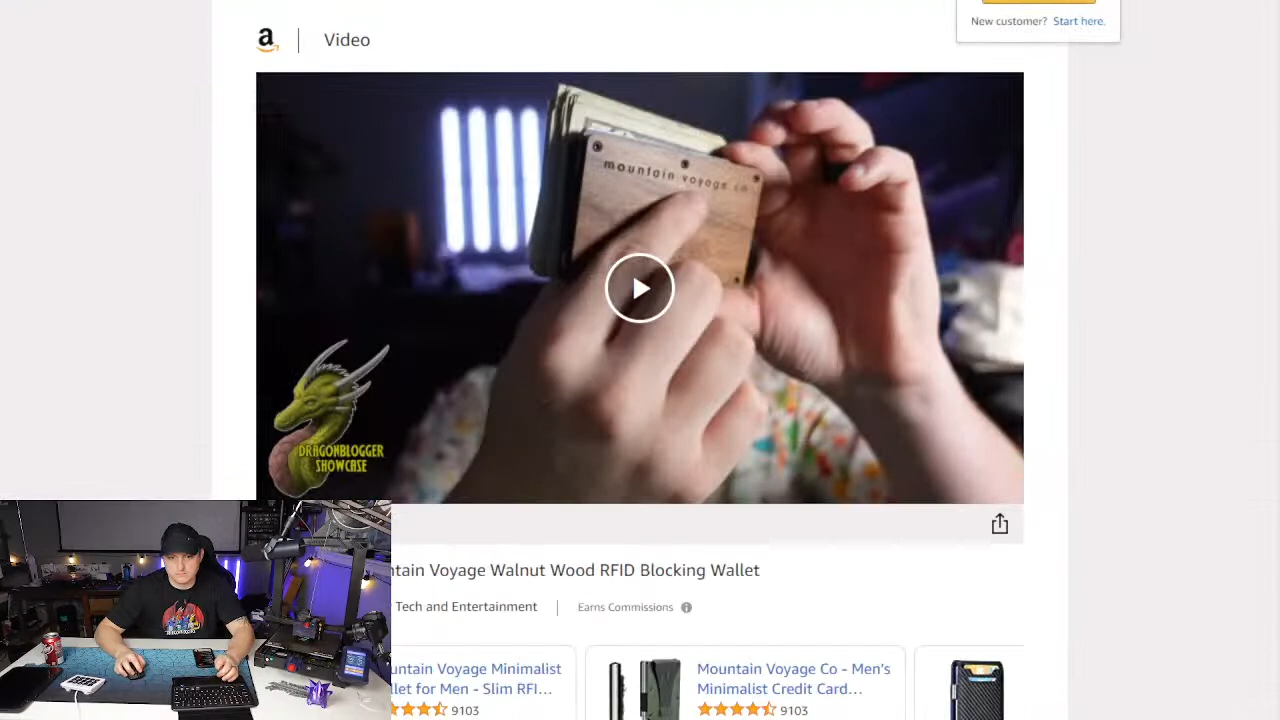 New customer? Start here.
a
Video
mountain voyage co
DRAGONBLOGGER
SHOWCASE
ntain Voyage Walnut Wood RFID Blocking Wallet
Tech and Entertainment
Earns Commissions
untain Voyage Minimalist
llet for Men - Slim RFI...
9103
Mountain Voyage Co - Men's
Minimalist Credit Card...
9103